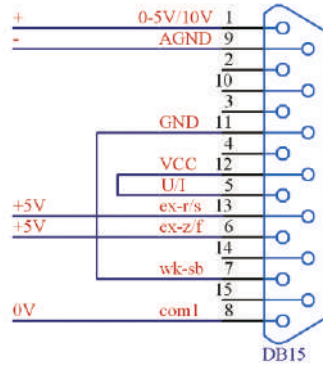 + 0-5V/10V 1
- AGND 9
2
10
3
GND 11
4
VCC 12
U/I 5
+5V ex-r/s 13
+5V ex-z/f 6
14
wk-sb 7
15
0V com1 8
DB15